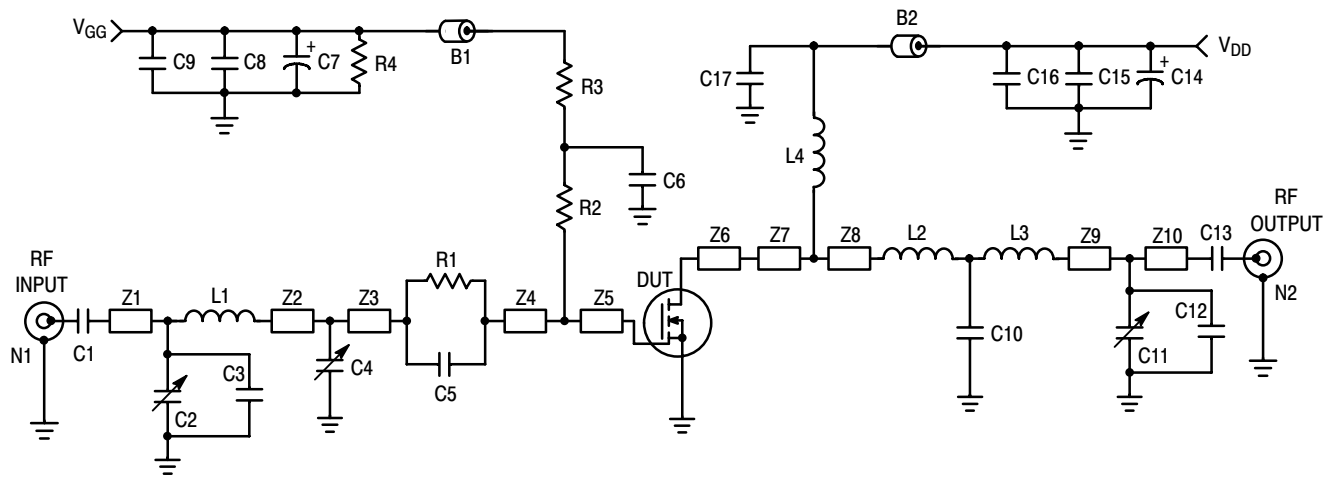 VGG
C9
C8
+
C7
R4
B1
R3
C6
R2
B2
VDD
C17
C16
C15
+
C14
L4
RF
INPUT
N1
C1
Z1
L1
Z2
Z3
R1
C5
Z4
Z5
C2
C3
C4
DUT
Z6
Z7
Z8
L2
L3
Z9
Z10
C13
RF
OUTPUT
N2
C10
C11
C12